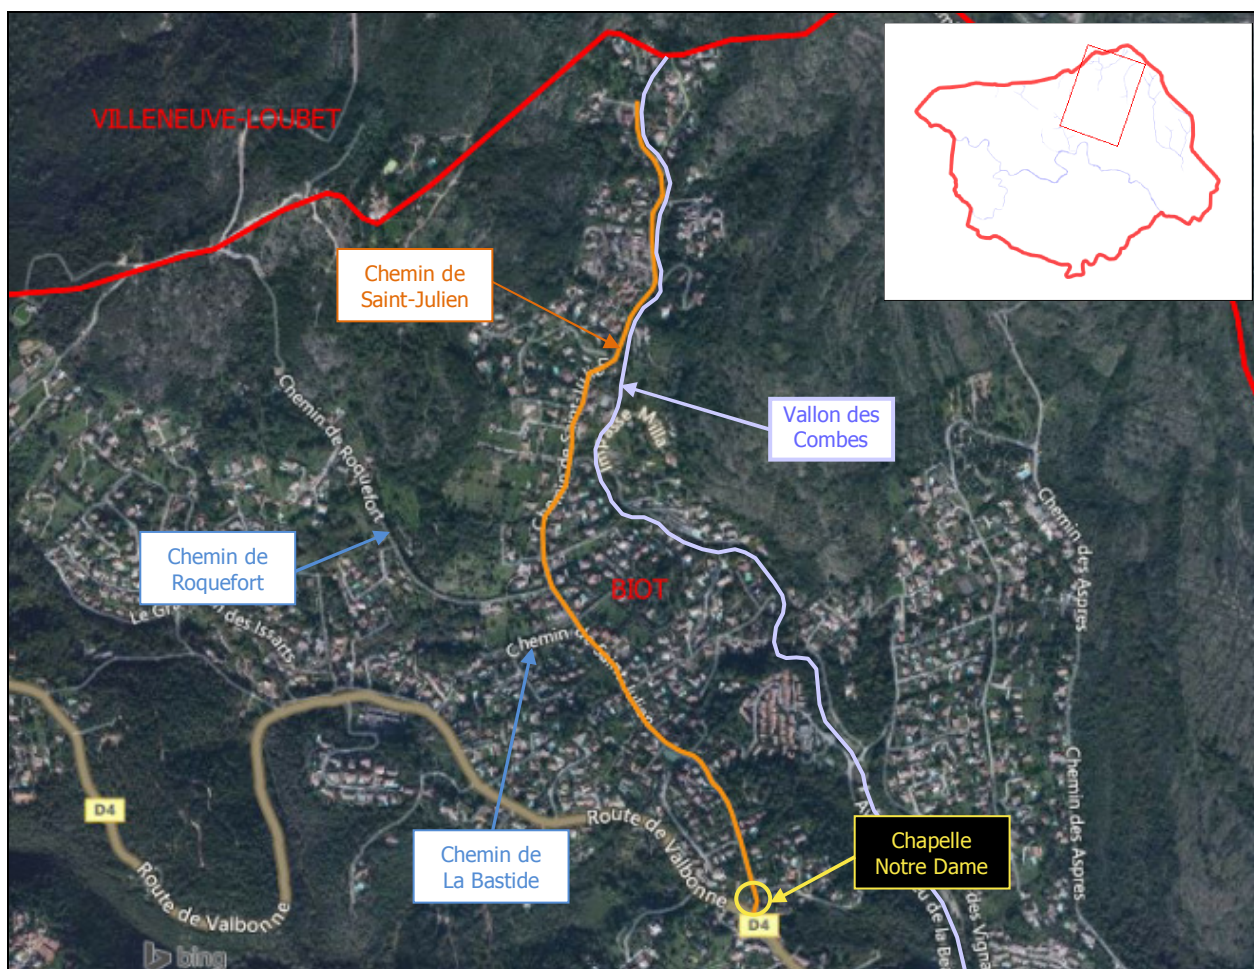 VILLENEUVE-LOUBET
Chemin de
Saint-Julien
Vallon des
Combes
Chemin de Roquefort
Chemin de
Roquefort
Chemin des Aspres
BIOT
Chemin de
La Bastide
D4
Route de Valbonne
Route de Valbonne
Chapelle
Notre Dame
Chemin des Aspres
D4
bing